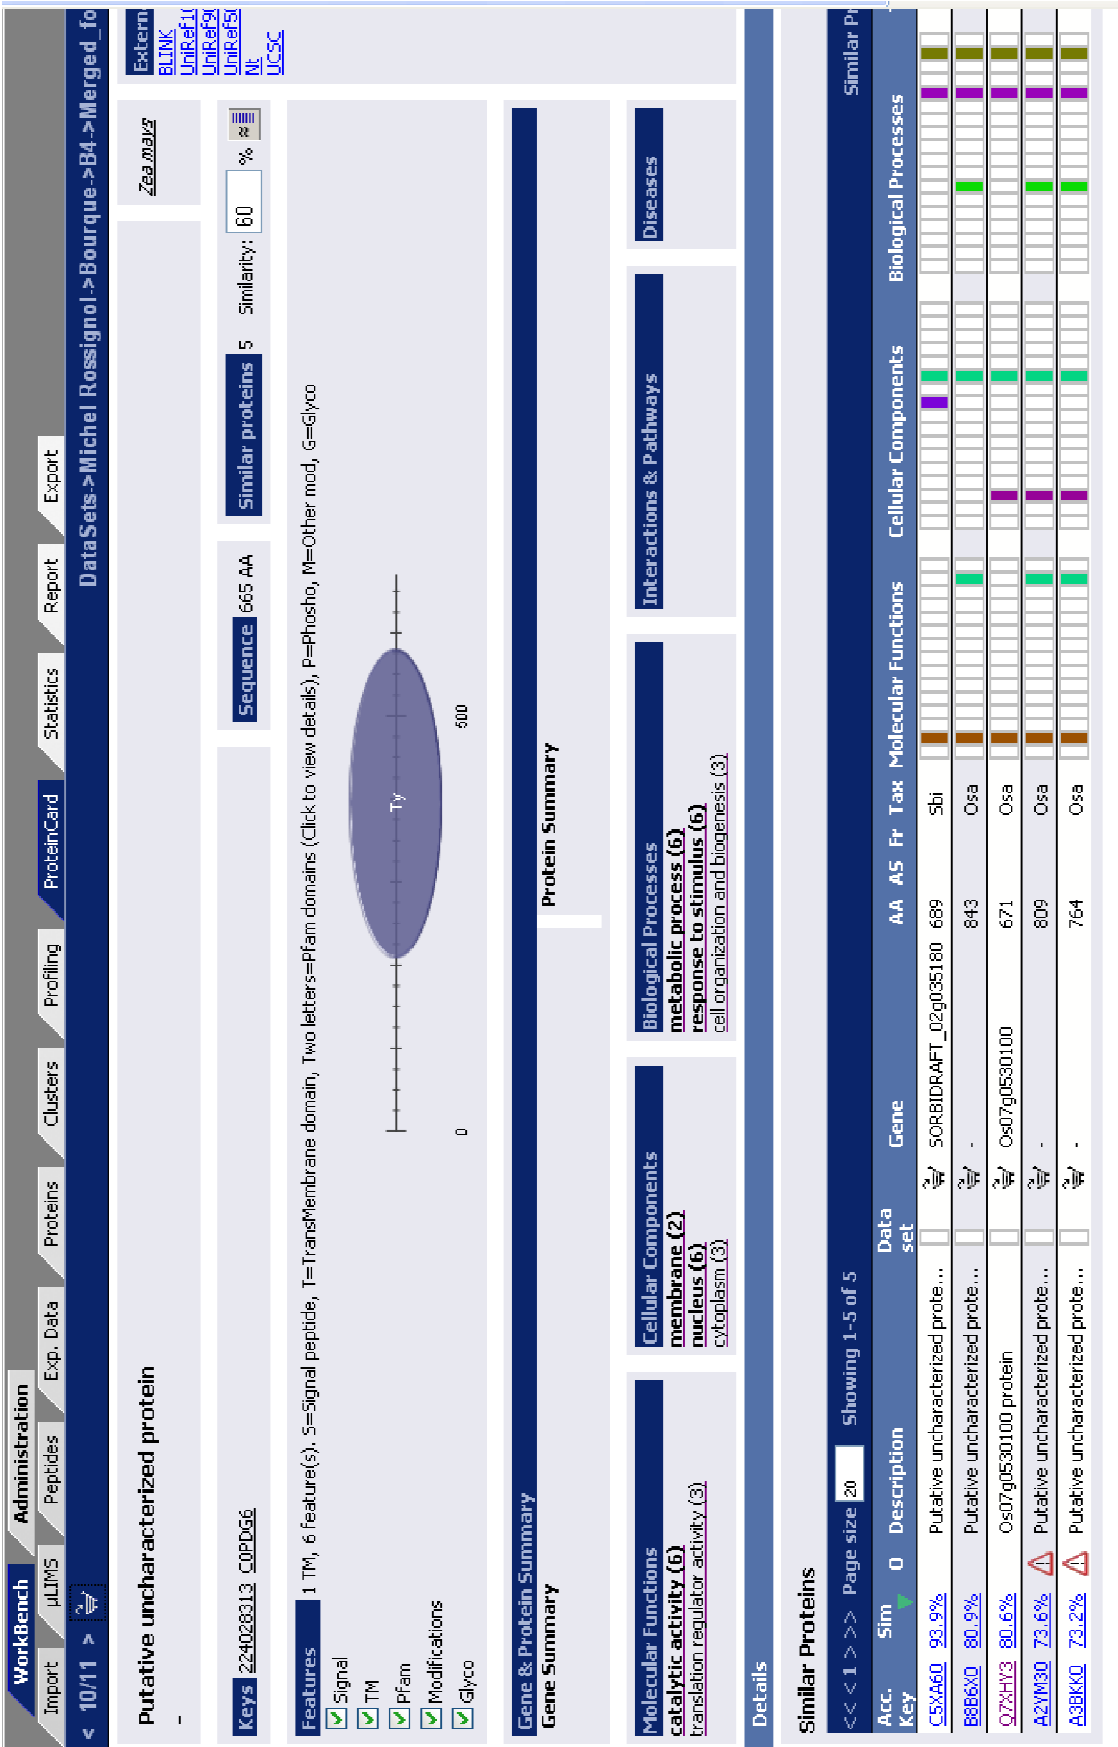 WorkBench Administration
Import µLIMS Peptides Exp. Data Proteins Clusters Profiling ProteinCard Statistics Report Export
< 10/11 > DataSets->Michel Rossignol->Bourque->B4->Merged_fo
Putative uncharacterized protein Zea mays
-
Extern
BLINK
UniRef1
UniRef9
UniRef5
Nt
UCSC
Keys 224028313 C0PDG6 Sequence 665 AA Similar proteins 5 Similarity: 60 % ≈
Features 1 TM, 6 feature(s). S=Signal peptide, T=TransMembrane domain, Two letters=Pfam domains (Click to view details), P=Phosho, M=Other mod, G=Glyco
Signal
TM
Pfam
Modifications
Glyco
Ty
0 500
Gene & Protein Summary
Gene Summary Protein Summary
Molecular Functions Cellular Components Biological Processes Interactions & Pathways Diseases
catalytic activity (6) membrane (2) metabolic process (6)
translation regulator activity (3) nucleus (6) response to stimulus (6)
cytoplasm (3) cell organization and biogenesis (3)
Details
Similar Proteins
<< < 1 > >> Page size 20 Showing 1-5 of 5 Similar Pr
Acc. Key Sim O Description Data set Gene AA AS Fr Tax Molecular Functions Cellular Components Biological Processes
C5XA60 93.9% Putative uncharacterized prote... SORBIDRAFT_02g035180 689 Sbi
B8B6X0 80.9% Putative uncharacterized prote... - 843 Osa
Q7XHY3 80.6% Os07g0530100 protein Os07g0530100 671 Osa
A2YM30 73.6% Putative uncharacterized prote... - 809 Osa
A3BKK0 73.2% Putative uncharacterized prote... - 764 Osa